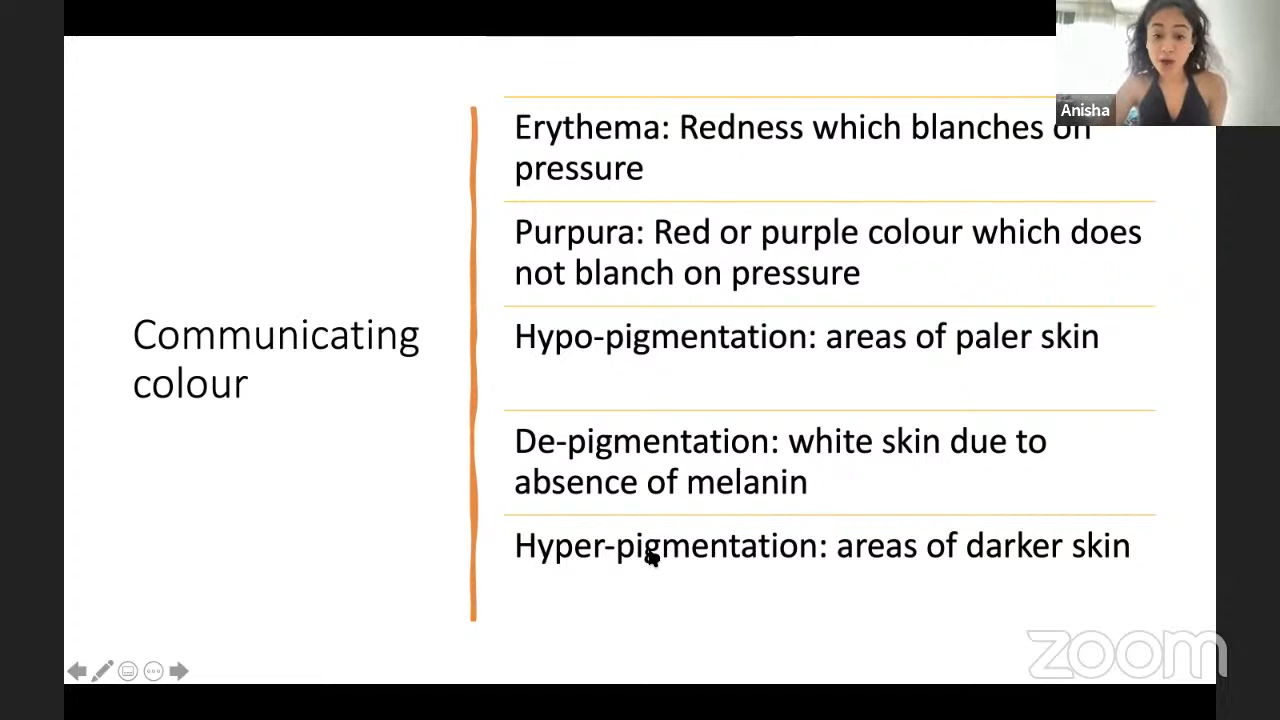 Anisha
Erythema: Redness which blanches on
pressure
Purpura: Red or purple colour which does
not blanch on pressure
Communicating
colour
Hypo-pigmentation: areas of paler skin
De-pigmentation: white skin due to
absence of melanin
Hyper-pigmentation: areas of darker skin
zoom